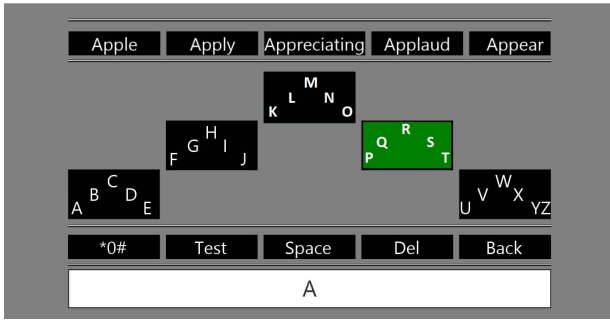 Apple Apply Appreciating Applaud Appear
K L M N O
F G H I J
P Q R S T
A B C D E
U V W X YZ
*0# Test Space Del Back
A